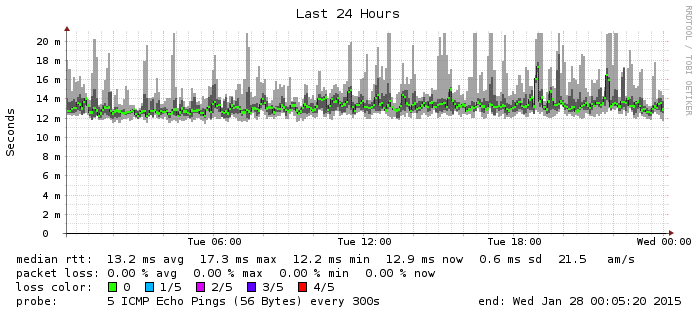 Last 24 Hours
RRDTOOL / TOBI OETIKER
Seconds
20 m
18 m
16 m
14 m
12 m
10 m
8 m
6 m
4 m
2 m
0
Tue 06:00 Tue 12:00 Tue 18:00 Wed 00:00
median rtt: 13.2 ms avg 17.3 ms max 12.2 ms min 12.9 ms now 0.6 ms sd 21.5 am/s
packet loss: 0.00 % avg 0.00 % max 0.00 % min 0.00 % now
loss color: 0 1/5 2/5 3/5 4/5
probe: 5 ICMP Echo Pings (56 Bytes) every 300s end: Wed Jan 28 00:05:20 2015